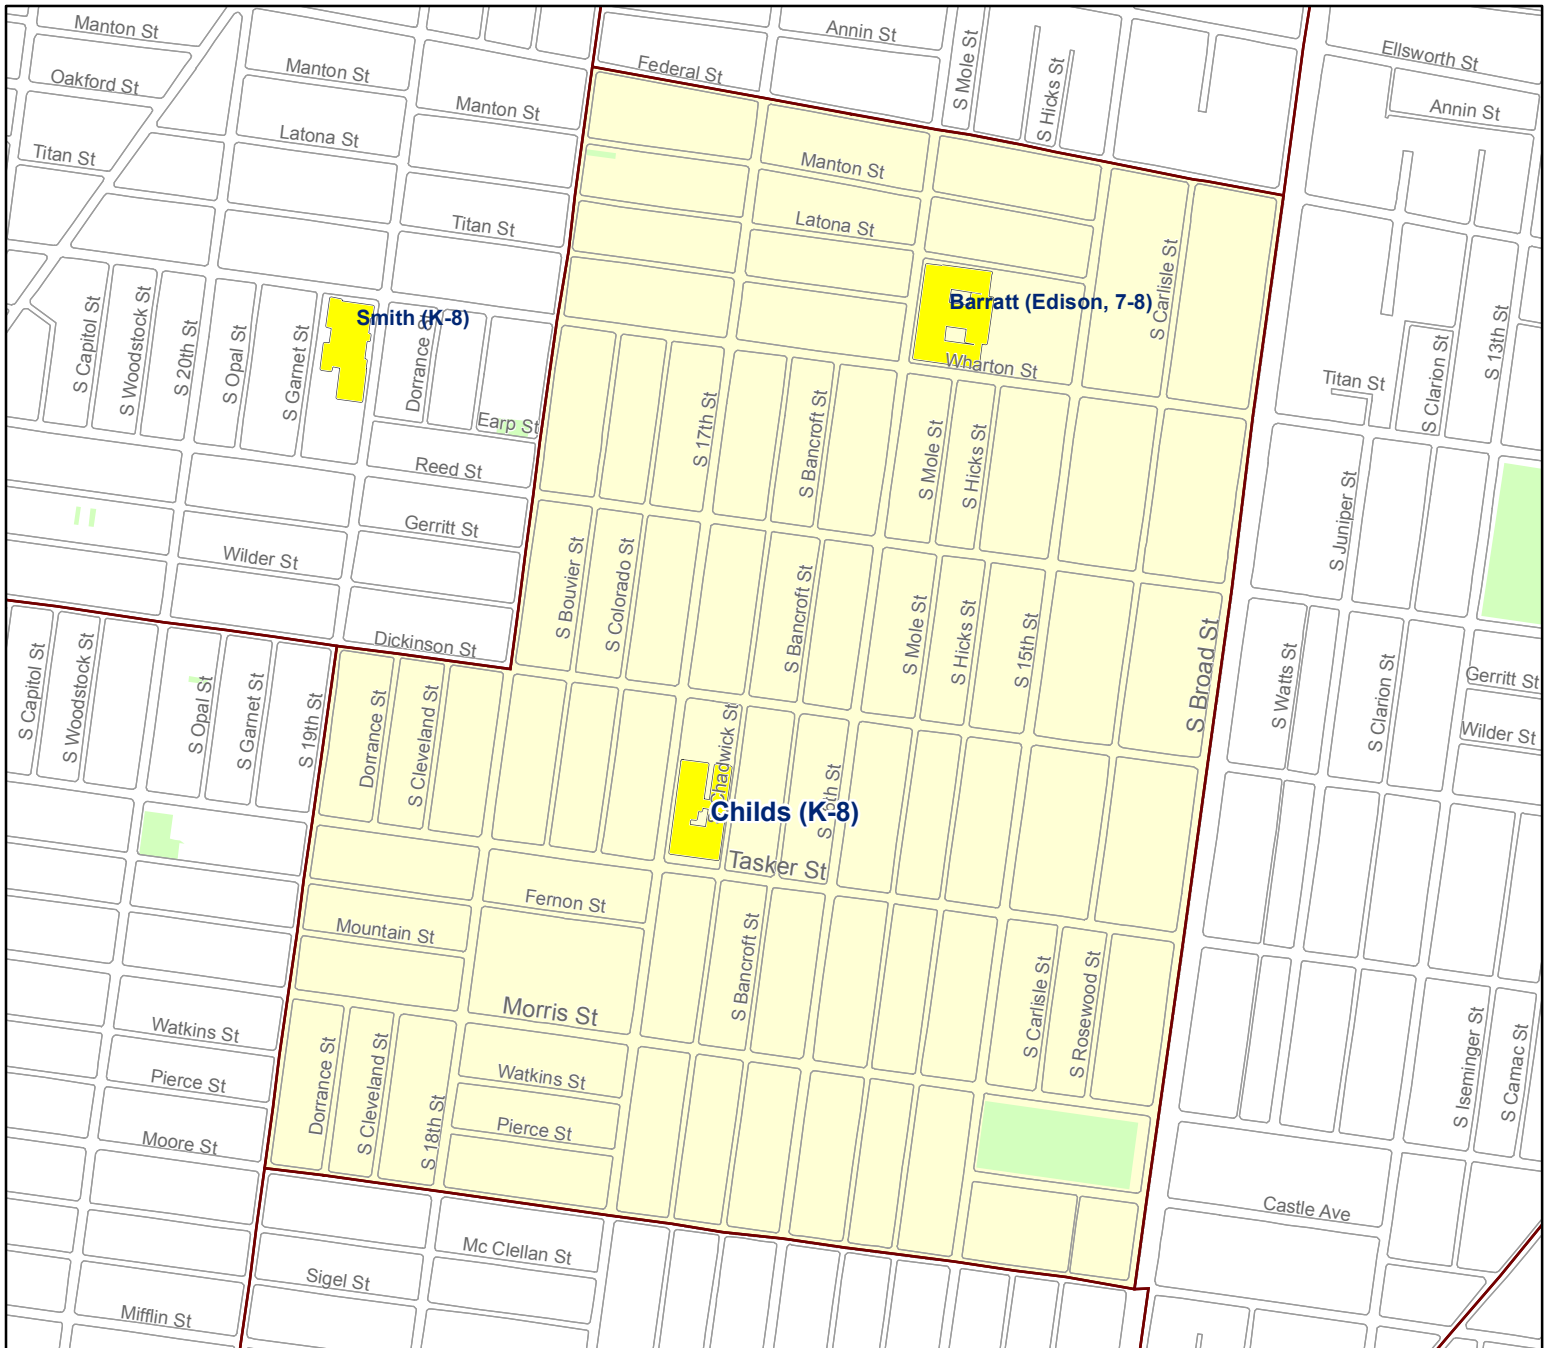 Manton St
Annin St
Ellsworth St
Oakford St
Manton St
Federal St
S Mole St
S Hicks St
Manton St
Annin St
Latona St
Titan St
Manton St
Latona St
Titan St
S Carlisle St
S Capitol St
S Woodstock St
S 20th St
S Opal St
S Garnet St
Smith (K-8)
Dorrance St
Barratt (Edison, 7-8)
Wharton St
S Clarion St
S 13th St
Titan St
Earp St
S 17th St
S Bancroft St
S Mole St
S Hicks St
Reed St
S Juniper St
Gerritt St
Wilder St
S Bouvier St
S Colorado St
S Bancroft St
S Mole St
S Hicks St
S 15th St
S Broad St
Dickinson St
S Capitol St
S Woodstock St
S Opal St
S Garnet St
S 19th St
Dorrance St
S Cleveland St
S Watts St
S Clarion St
Gerritt St
Wilder St
S Chadwick St
S 16th St
Childs (K-8)
Tasker St
Fernon St
Mountain St
S Bancroft St
S Carlisle St
S Rosewood St
Morris St
Watkins St
Dorrance St
S Cleveland St
S 18th St
Watkins St
S Iseminger St
S Camac St
Pierce St
Pierce St
Moore St
Castle Ave
Mc Clellan St
Sigel St
Mifflin St